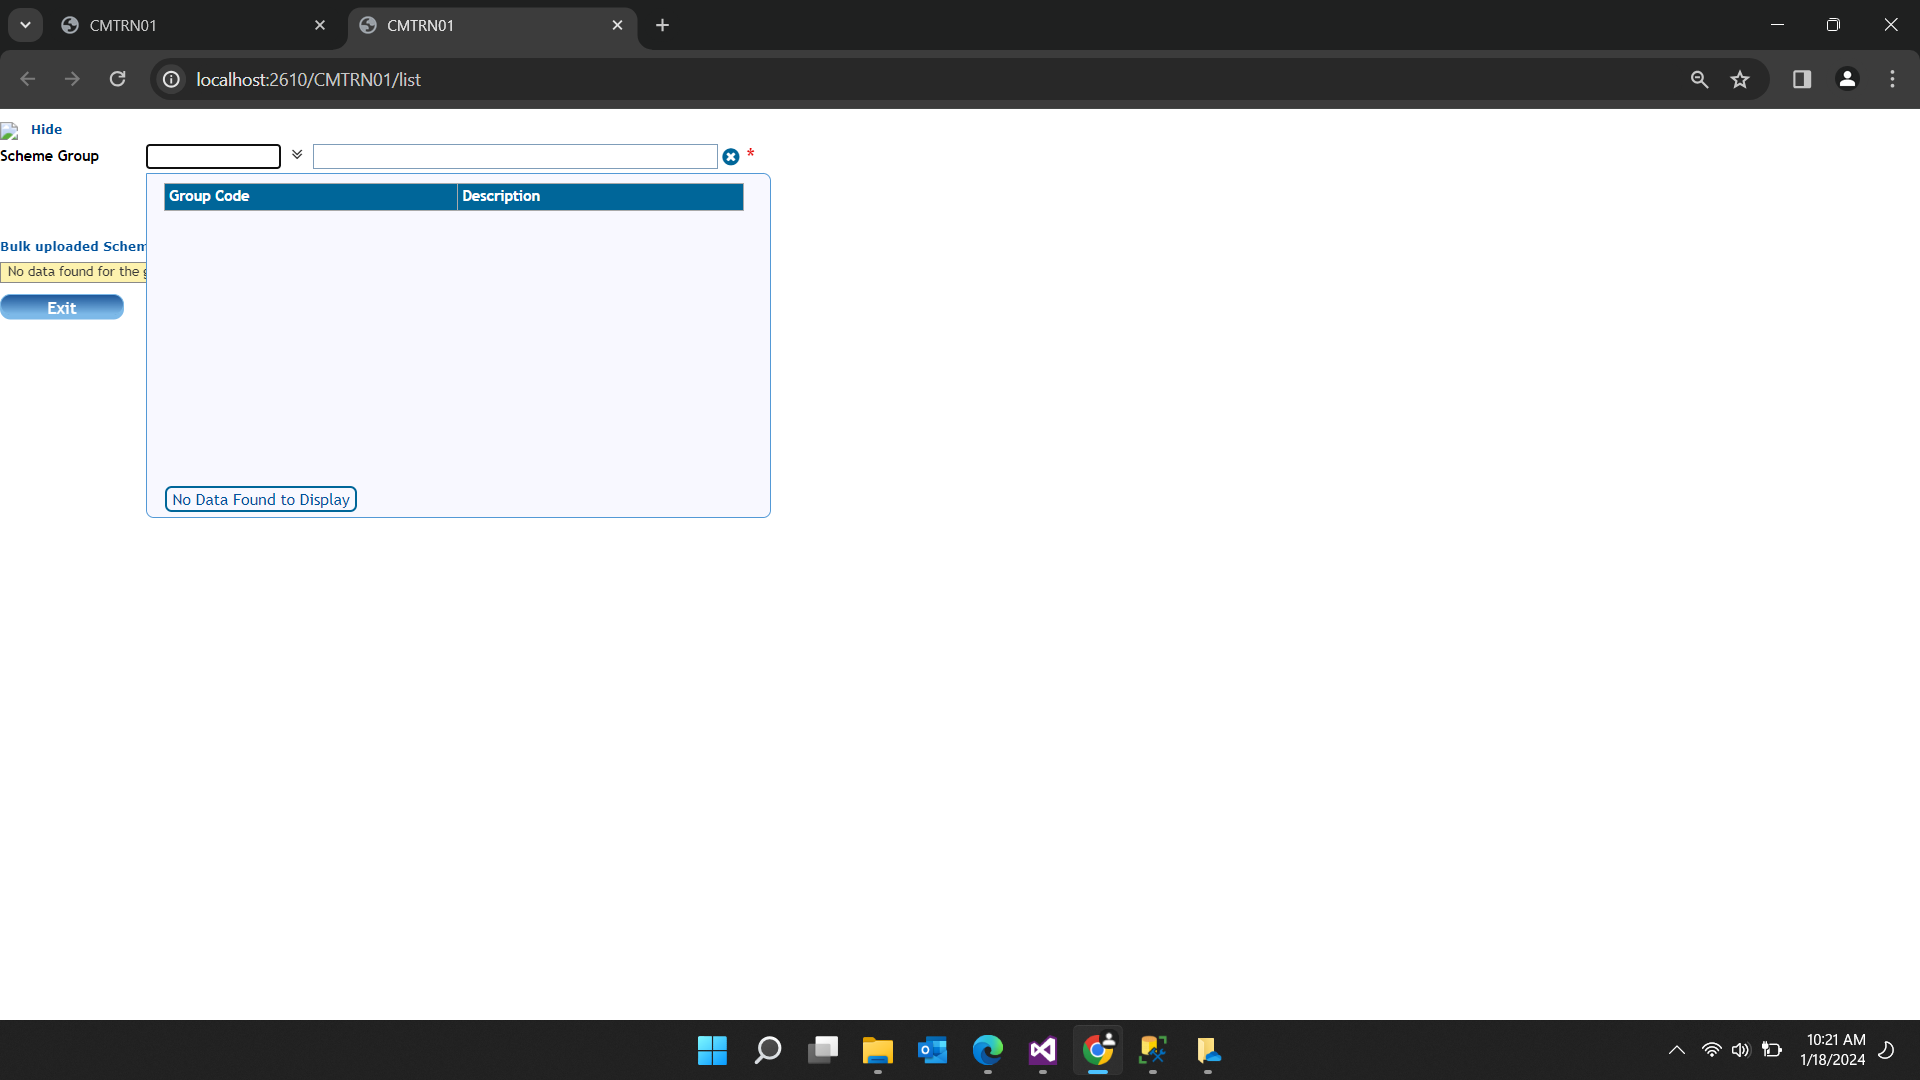 CMTRN01
CMTRN01
localhost:2610/CMTRN01/list
Hide
Scheme Group *
Group Code Description
Bulk uploaded Schem
No data found for the g
Exit
No Data Found to Display
10:21 AM
1/18/2024